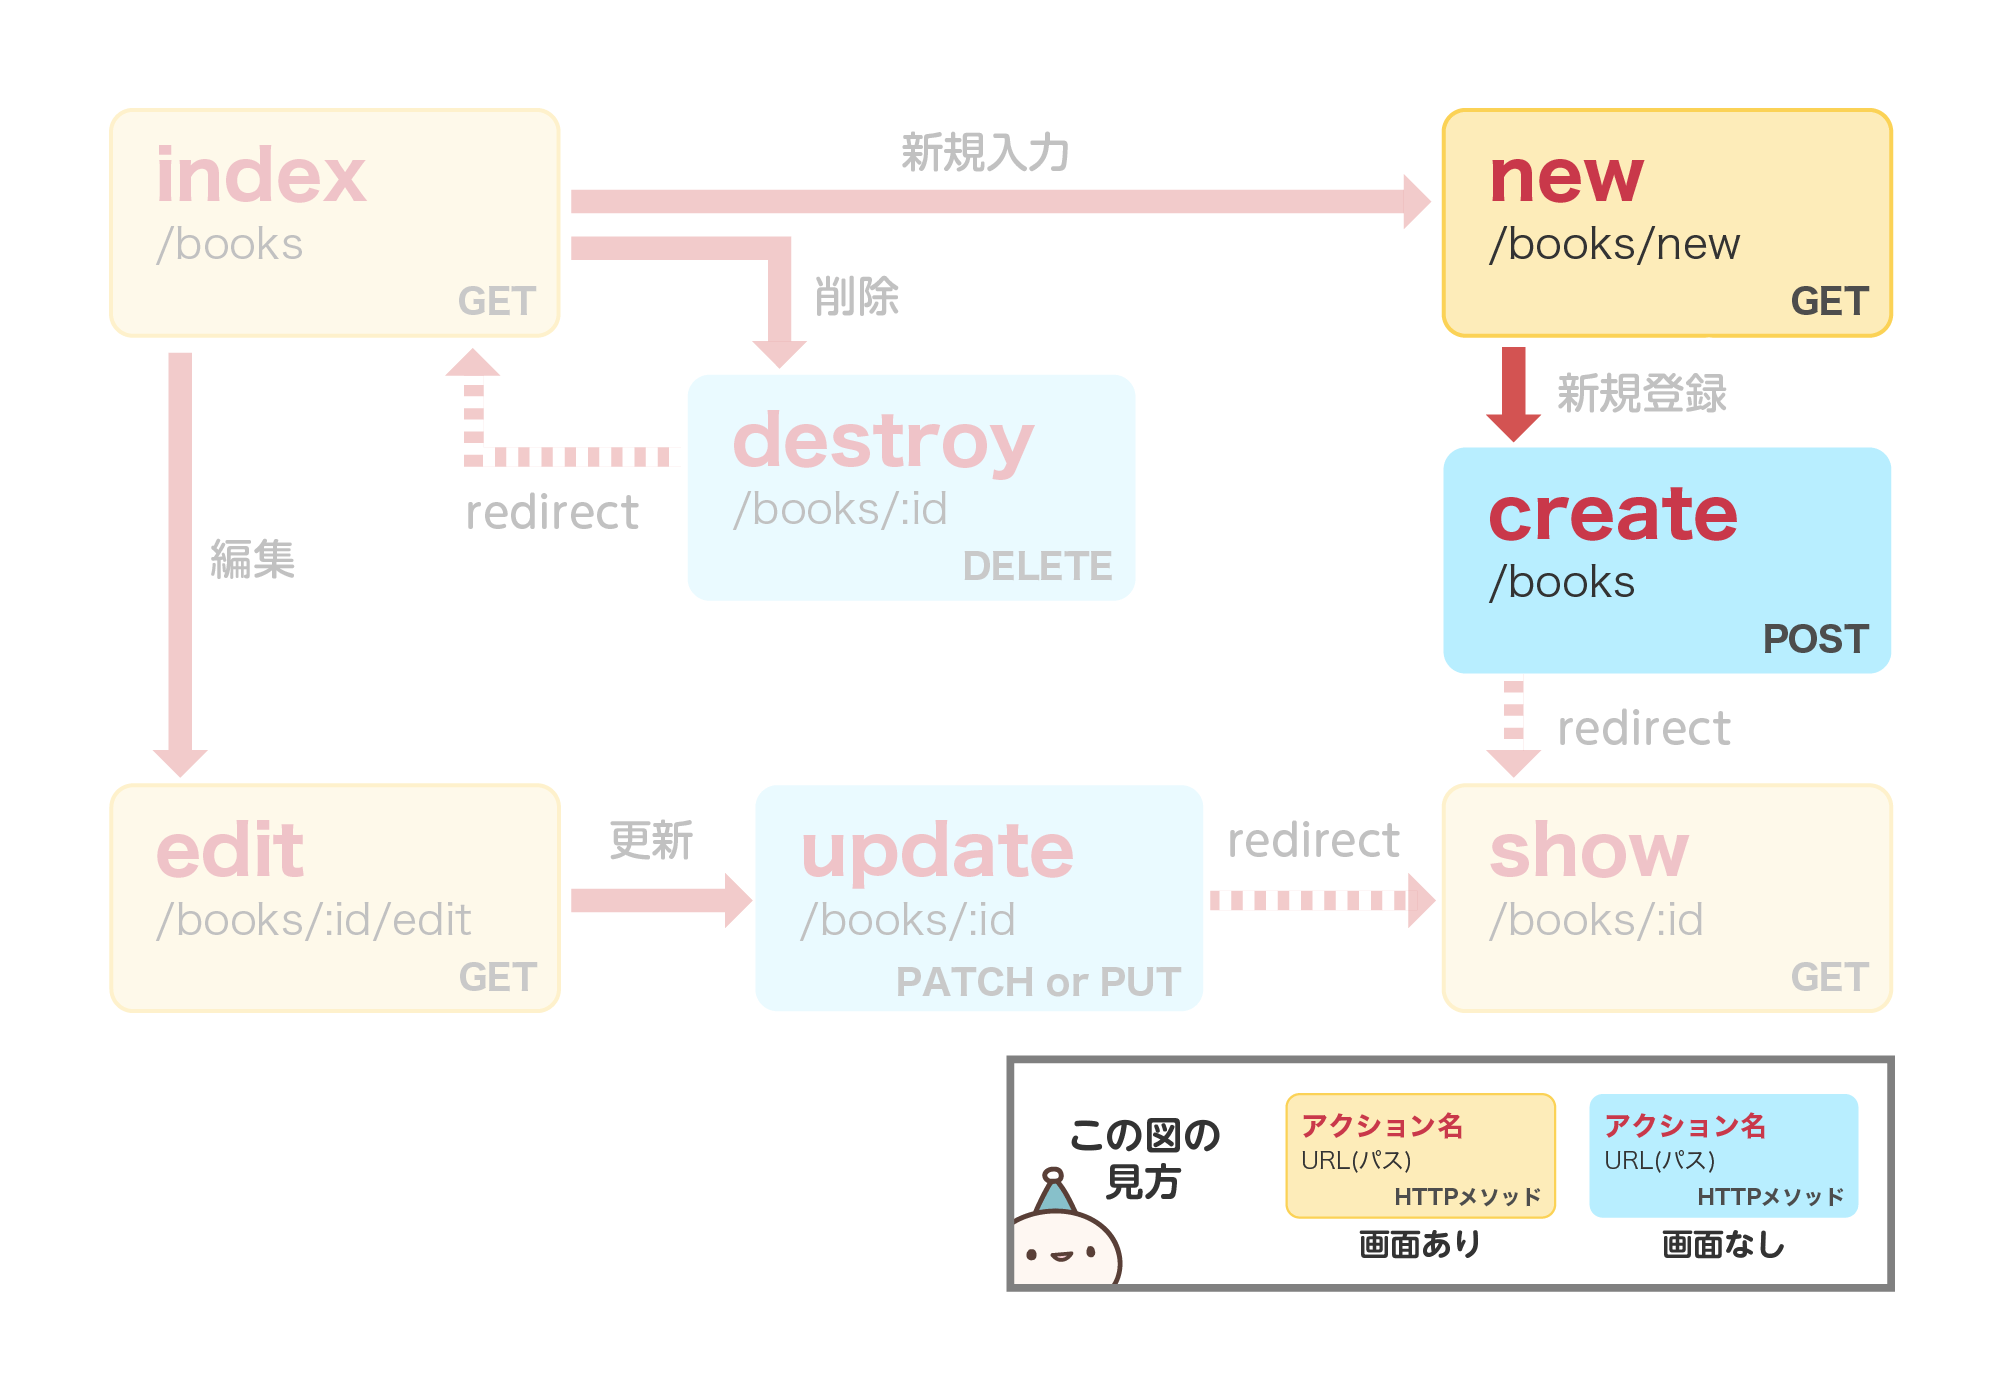 index
/books
GET
新規入力
new
/books/new
GET
削除
新規登録
destroy
/books/:id
DELETE
redirect
編集
create
/books
POST
redirect
edit
/books/:id/edit
GET
更新
update
/books/:id
PATCH or PUT
redirect
show
/books/:id
GET
この図の
見方
アクション名
URL(パス)
HTTPメソッド
画面あり
アクション名
URL(パス)
HTTPメソッド
画面なし